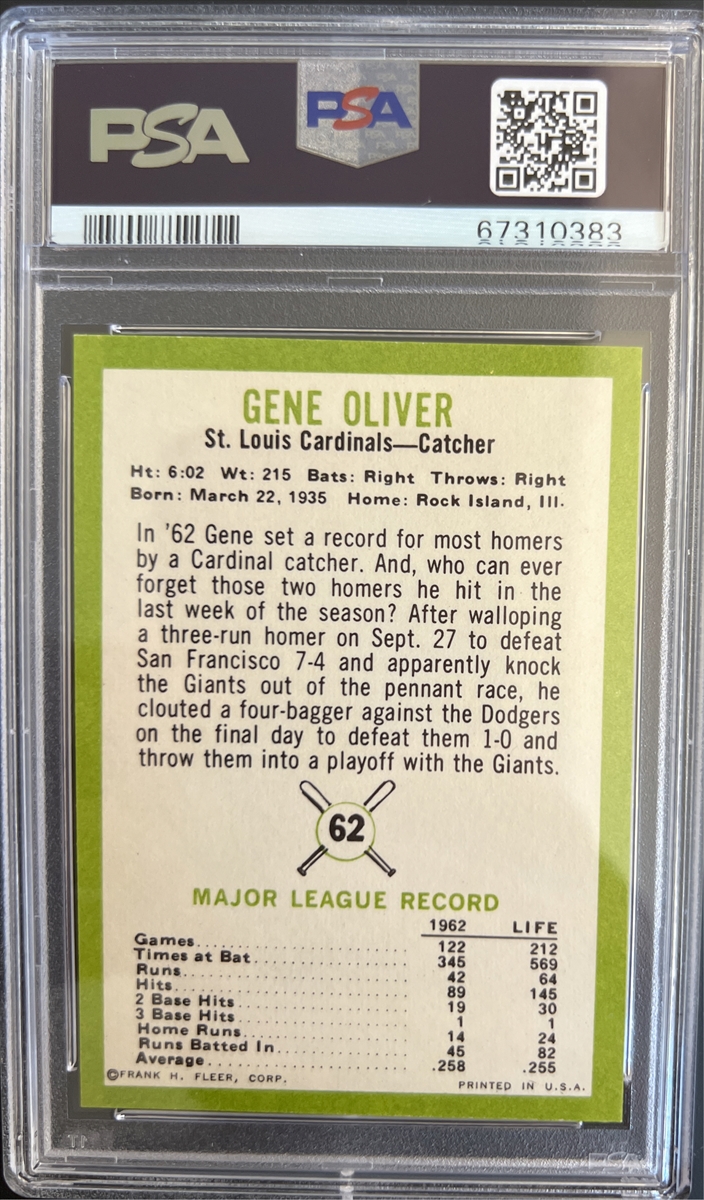 PSA
PSA
67310383
GENE OLIVER
St. Louis Cardinals—Catcher
Ht: 6:02 Wt: 215 Bats: Right Throws: Right
Born: March 22, 1935 Home: Rock Island, Ill.
In '62 Gene set a record for most homers
by a Cardinal catcher. And, who can ever
forget those two homers he hit in the
last week of the season? After walloping
a three-run homer on Sept. 27 to defeat
San Francisco 7-4 and apparently knock
the Giants out of the pennant race, he
clouted a four-bagger against the Dodgers
on the final day to defeat them 1-0 and
throw them into a playoff with the Giants.
62
MAJOR LEAGUE RECORD
1962 LIFE
Games 122 212
Times at Bat 345 569
Runs 42 64
Hits 89 145
2 Base Hits 19 30
3 Base Hits 1 1
Home Runs 14 24
Runs Batted In 45 82
Average .258 .255
©FRANK H. FLEER, CORP. PRINTED IN U.S.A.
PSA